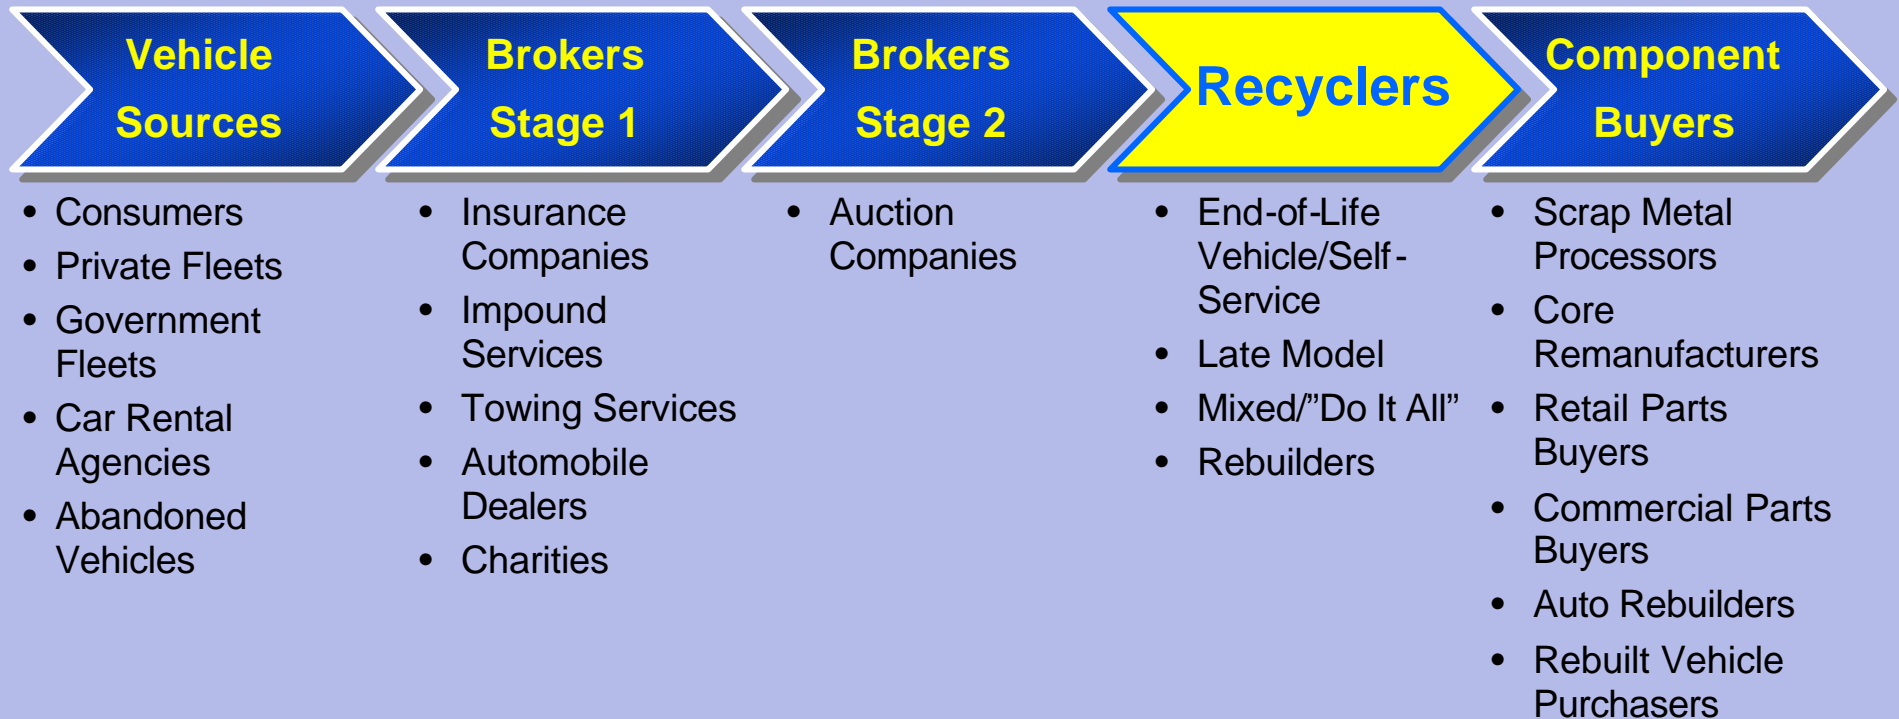 Vehicle
Sources
Brokers
Stage 1
Brokers
Stage 2
Recyclers
Component
Buyers
• Consumers
• Private Fleets
• Government
Fleets
• Car Rental
Agencies
• Abandoned
Vehicles
• Insurance
Companies
• Impound
Services
• Towing Services
• Automobile
Dealers
• Charities
• Auction
Companies
• End-of-Life
Vehicle/Self-
Service
• Late Model
• Mixed/”Do It All”
• Rebuilders
• Scrap Metal
Processors
• Core
Remanufacturers
• Retail Parts
Buyers
• Commercial Parts
Buyers
• Auto Rebuilders
• Rebuilt Vehicle
Purchasers